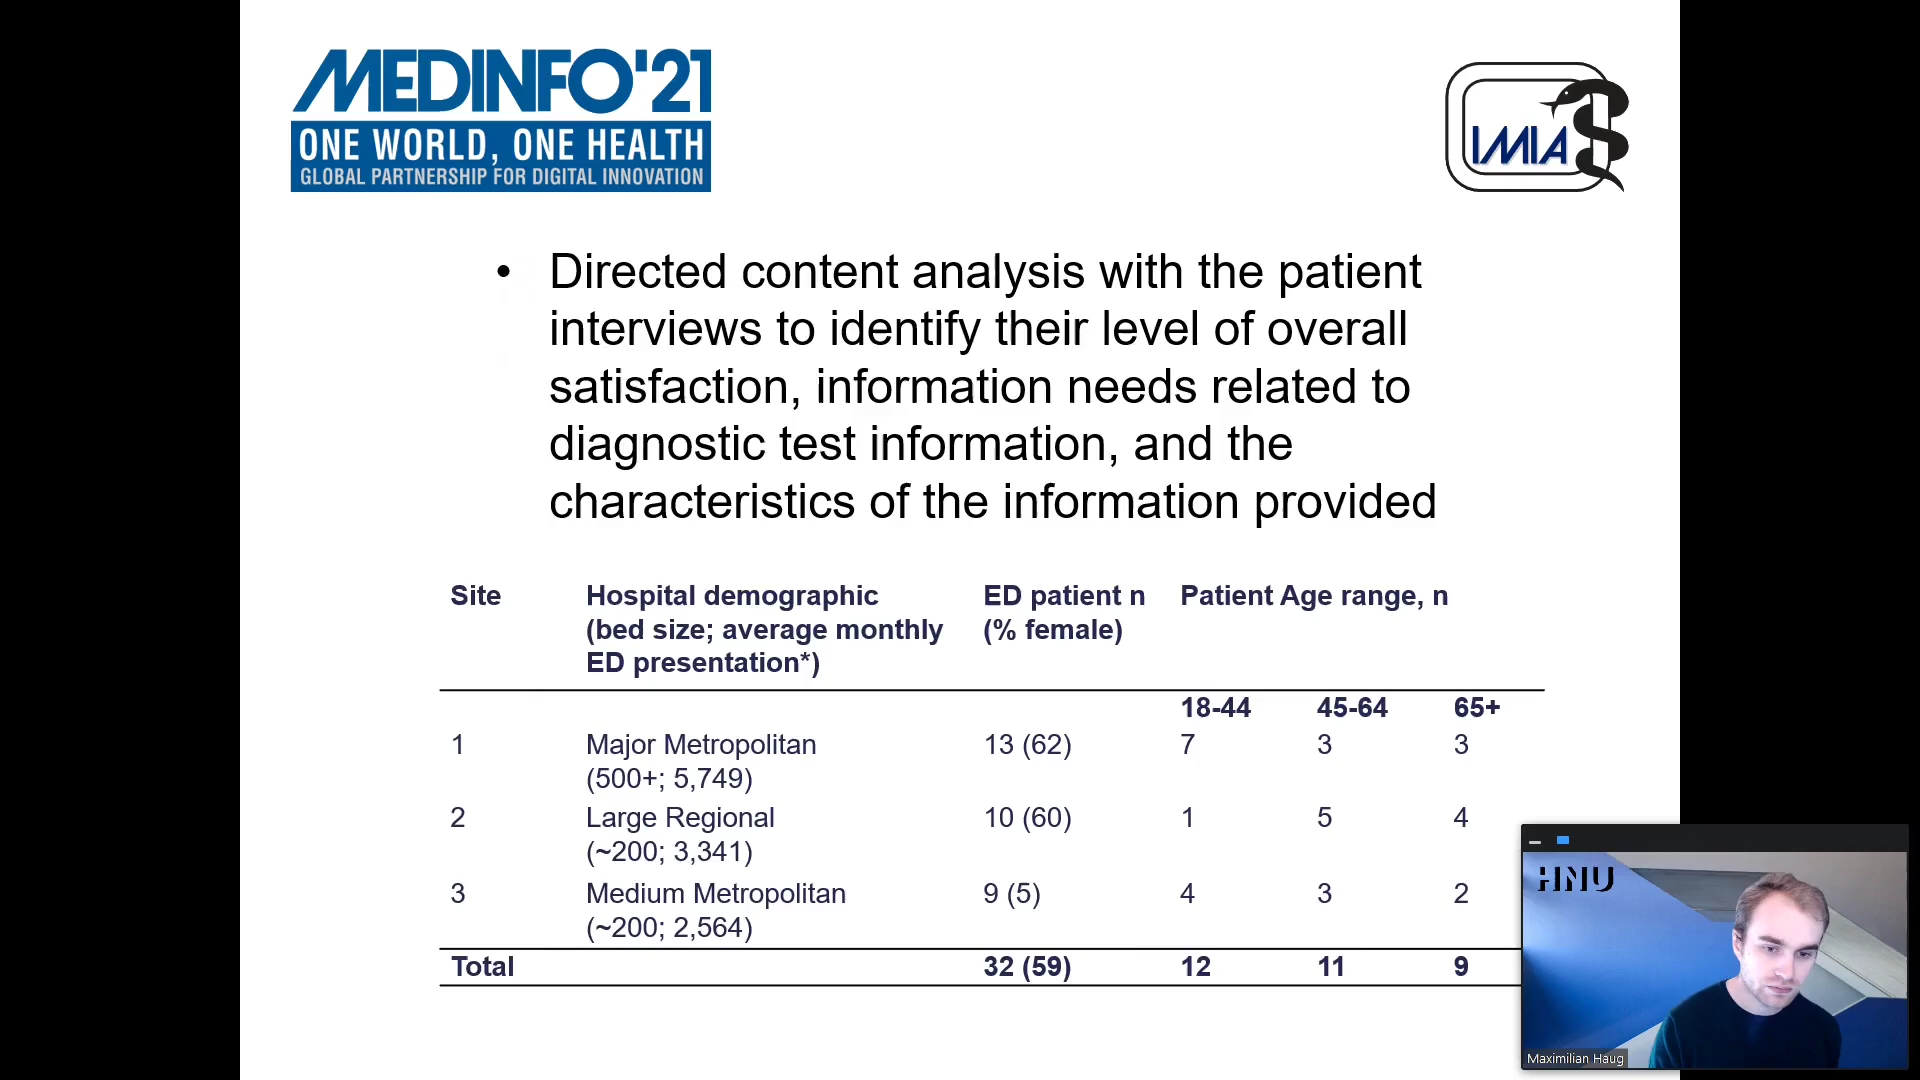 MEDINFO'21
ONE WORLD, ONE HEALTH
GLOBAL PARTNERSHIP FOR DIGITAL INNOVATION
IMIA
• Directed content analysis with the patient
interviews to identify their level of overall
satisfaction, information needs related to
diagnostic test information, and the
characteristics of the information provided
Site Hospital demographic ED patient n Patient Age range, n
(bed size; average monthly (% female)
ED presentation*)
18-44 45-64 65+
1 Major Metropolitan 13 (62) 7 3 3
(500+; 5,749)
2 Large Regional 10 (60) 1 5 4
(~200; 3,341)
3 Medium Metropolitan 9 (5) 4 3 2
(~200; 2,564)
Total 32 (59) 12 11 9
HNU
Maximilian Haug